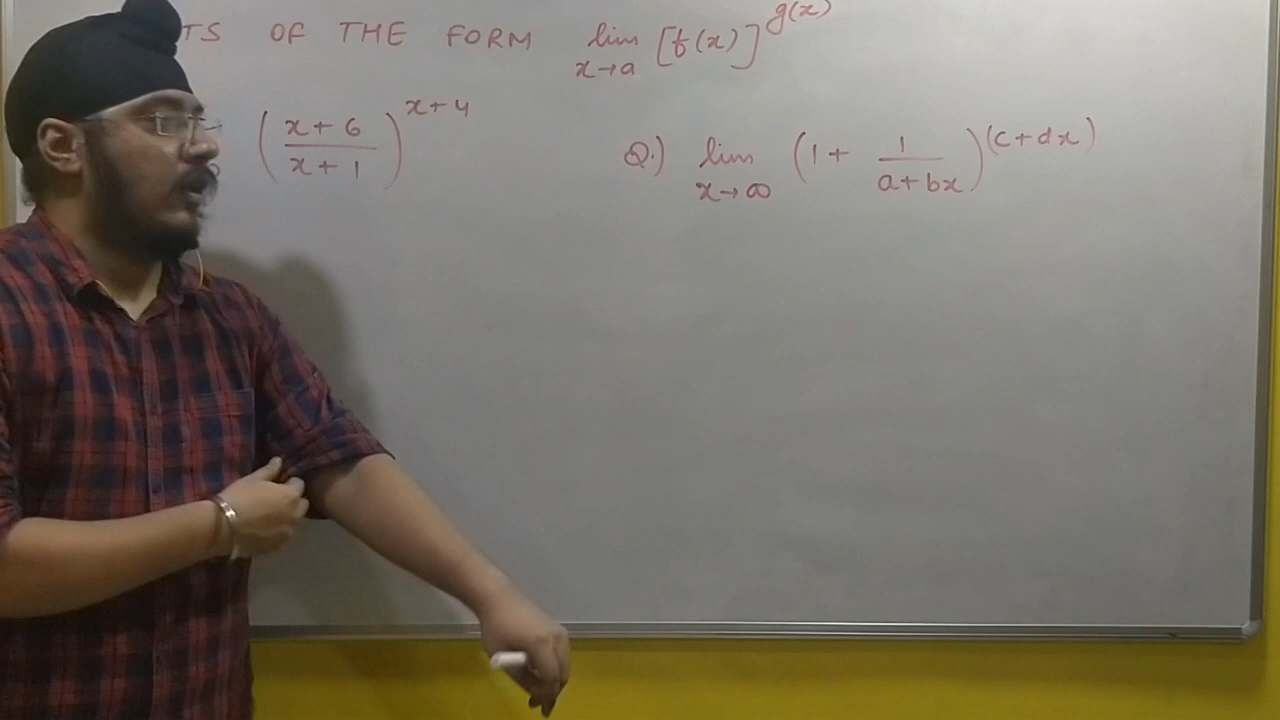 TS OF THE FORM lim x→a [f(x)]^g(x)
((x+6)/(x+1))^(x+4)
Q.) lim x→∞ (1 + 1/(a+bx))^(c+dx)